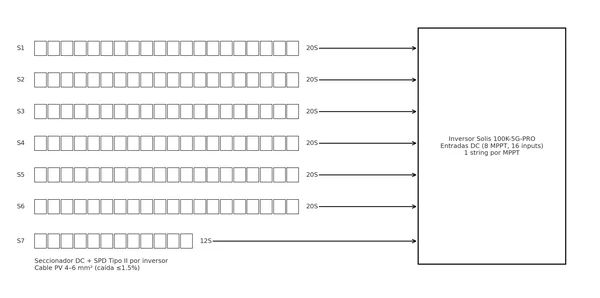 S1 20S
S2 20S
S3 20S
S4 20S
S5 20S
S6 20S
S7 12S
Inversor Solis 100K-5G-PRO
Entradas DC (8 MPPT, 16 inputs)
1 string por MPPT
Seccionador DC + SPD Tipo II por inversor
Cable PV 4–6 mm² (caída ≤1.5%)